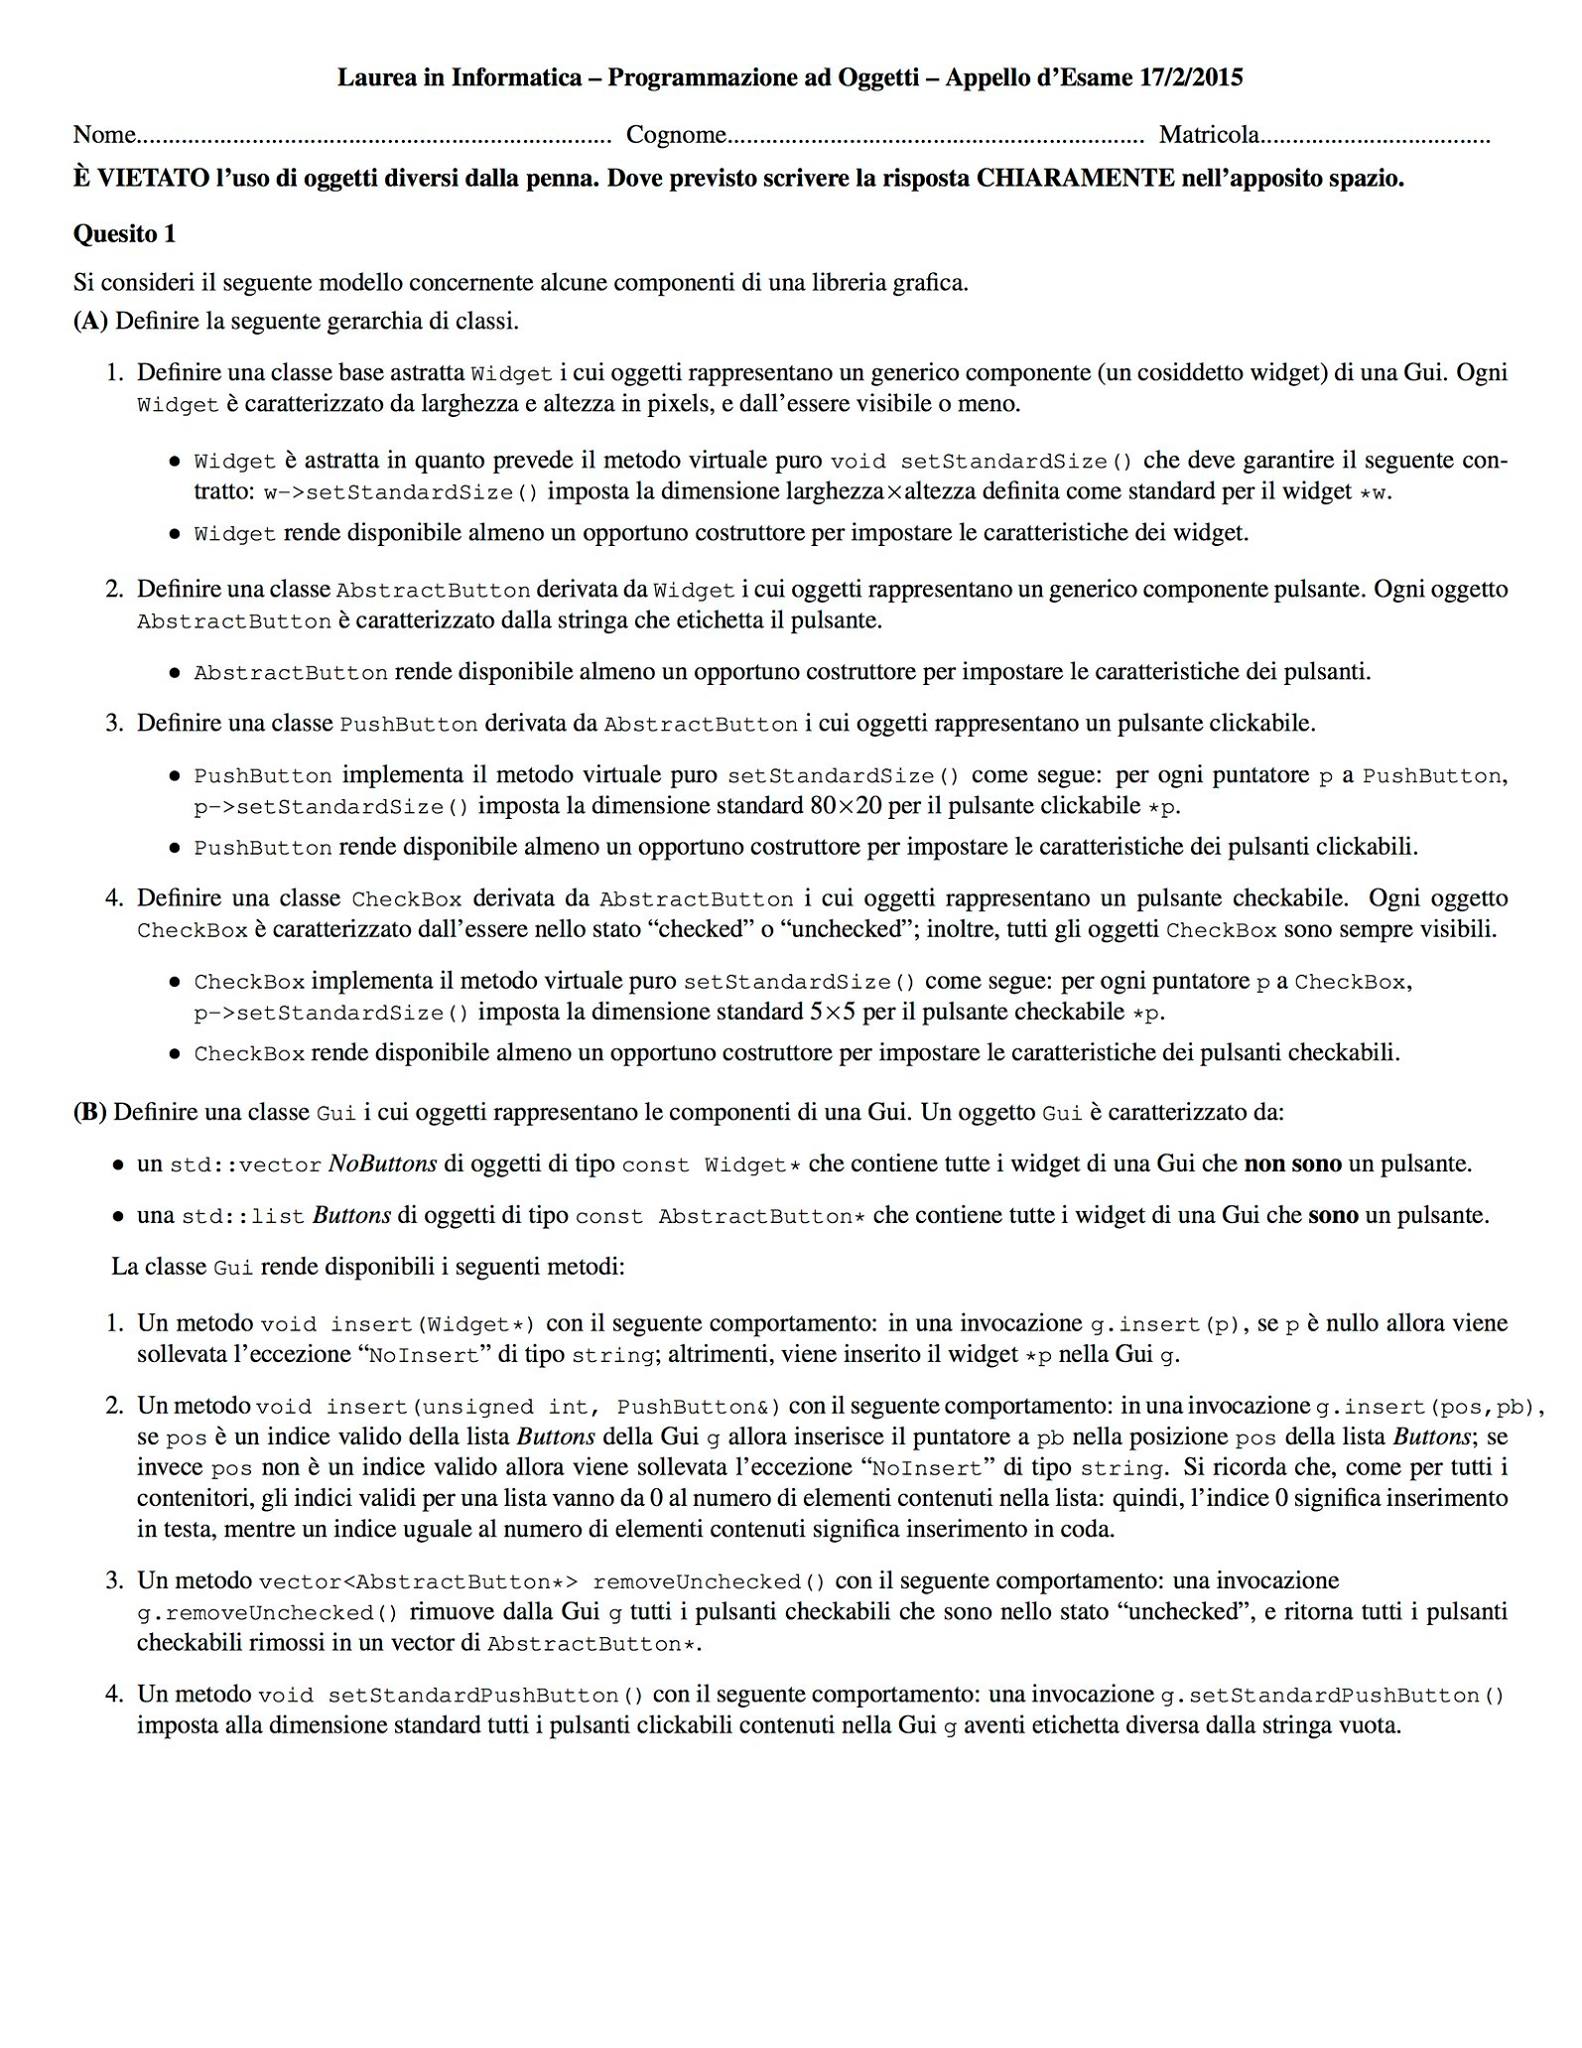 Laurea in Informatica – Programmazione ad Oggetti – Appello d'Esame 17/2/2015
Nome.......................................................................... Cognome................................................................. Matricola....................................
È VIETATO l'uso di oggetti diversi dalla penna. Dove previsto scrivere la risposta CHIARAMENTE nell'apposito spazio.
Quesito 1
Si consideri il seguente modello concernente alcune componenti di una libreria grafica.
(A) Definire la seguente gerarchia di classi.
1. Definire una classe base astratta Widget i cui oggetti rappresentano un generico componente (un cosiddetto widget) di una Gui. Ogni
Widget è caratterizzato da larghezza e altezza in pixels, e dall'essere visibile o meno.
● Widget è astratta in quanto prevede il metodo virtuale puro void setStandardSize() che deve garantire il seguente con-
tratto: w->setStandardSize() imposta la dimensione larghezza×altezza definita come standard per il widget *w.
● Widget rende disponibile almeno un opportuno costruttore per impostare le caratteristiche dei widget.
2. Definire una classe AbstractButton derivata da Widget i cui oggetti rappresentano un generico componente pulsante. Ogni oggetto
AbstractButton è caratterizzato dalla stringa che etichetta il pulsante.
● AbstractButton rende disponibile almeno un opportuno costruttore per impostare le caratteristiche dei pulsanti.
3. Definire una classe PushButton derivata da AbstractButton i cui oggetti rappresentano un pulsante clickabile.
● PushButton implementa il metodo virtuale puro setStandardSize() come segue: per ogni puntatore p a PushButton,
p->setStandardSize() imposta la dimensione standard 80×20 per il pulsante clickabile *p.
● PushButton rende disponibile almeno un opportuno costruttore per impostare le caratteristiche dei pulsanti clickabili.
4. Definire una classe CheckBox derivata da AbstractButton i cui oggetti rappresentano un pulsante checkabile. Ogni oggetto
CheckBox è caratterizzato dall'essere nello stato “checked” o “unchecked”; inoltre, tutti gli oggetti CheckBox sono sempre visibili.
● CheckBox implementa il metodo virtuale puro setStandardSize() come segue: per ogni puntatore p a CheckBox,
p->setStandardSize() imposta la dimensione standard 5×5 per il pulsante checkabile *p.
● CheckBox rende disponibile almeno un opportuno costruttore per impostare le caratteristiche dei pulsanti checkabili.
(B) Definire una classe Gui i cui oggetti rappresentano le componenti di una Gui. Un oggetto Gui è caratterizzato da:
● un std::vector NoButtons di oggetti di tipo const Widget* che contiene tutte i widget di una Gui che non sono un pulsante.
● una std::list Buttons di oggetti di tipo const AbstractButton* che contiene tutte i widget di una Gui che sono un pulsante.
La classe Gui rende disponibili i seguenti metodi:
1. Un metodo void insert(Widget*) con il seguente comportamento: in una invocazione g.insert(p), se p è nullo allora viene
sollevata l'eccezione “NoInsert” di tipo string; altrimenti, viene inserito il widget *p nella Gui g.
2. Un metodo void insert(unsigned int, PushButton&) con il seguente comportamento: in una invocazione g.insert(pos,pb),
se pos è un indice valido della lista Buttons della Gui g allora inserisce il puntatore a pb nella posizione pos della lista Buttons; se
invece pos non è un indice valido allora viene sollevata l'eccezione “NoInsert” di tipo string. Si ricorda che, come per tutti i
contenitori, gli indici validi per una lista vanno da 0 al numero di elementi contenuti nella lista: quindi, l'indice 0 significa inserimento
in testa, mentre un indice uguale al numero di elementi contenuti significa inserimento in coda.
3. Un metodo vector<AbstractButton*> removeUnchecked() con il seguente comportamento: una invocazione
g.removeUnchecked() rimuove dalla Gui g tutti i pulsanti checkabili che sono nello stato “unchecked”, e ritorna tutti i pulsanti
checkabili rimossi in un vector di AbstractButton*.
4. Un metodo void setStandardPushButton() con il seguente comportamento: una invocazione g.setStandardPushButton()
imposta alla dimensione standard tutti i pulsanti clickabili contenuti nella Gui g aventi etichetta diversa dalla stringa vuota.